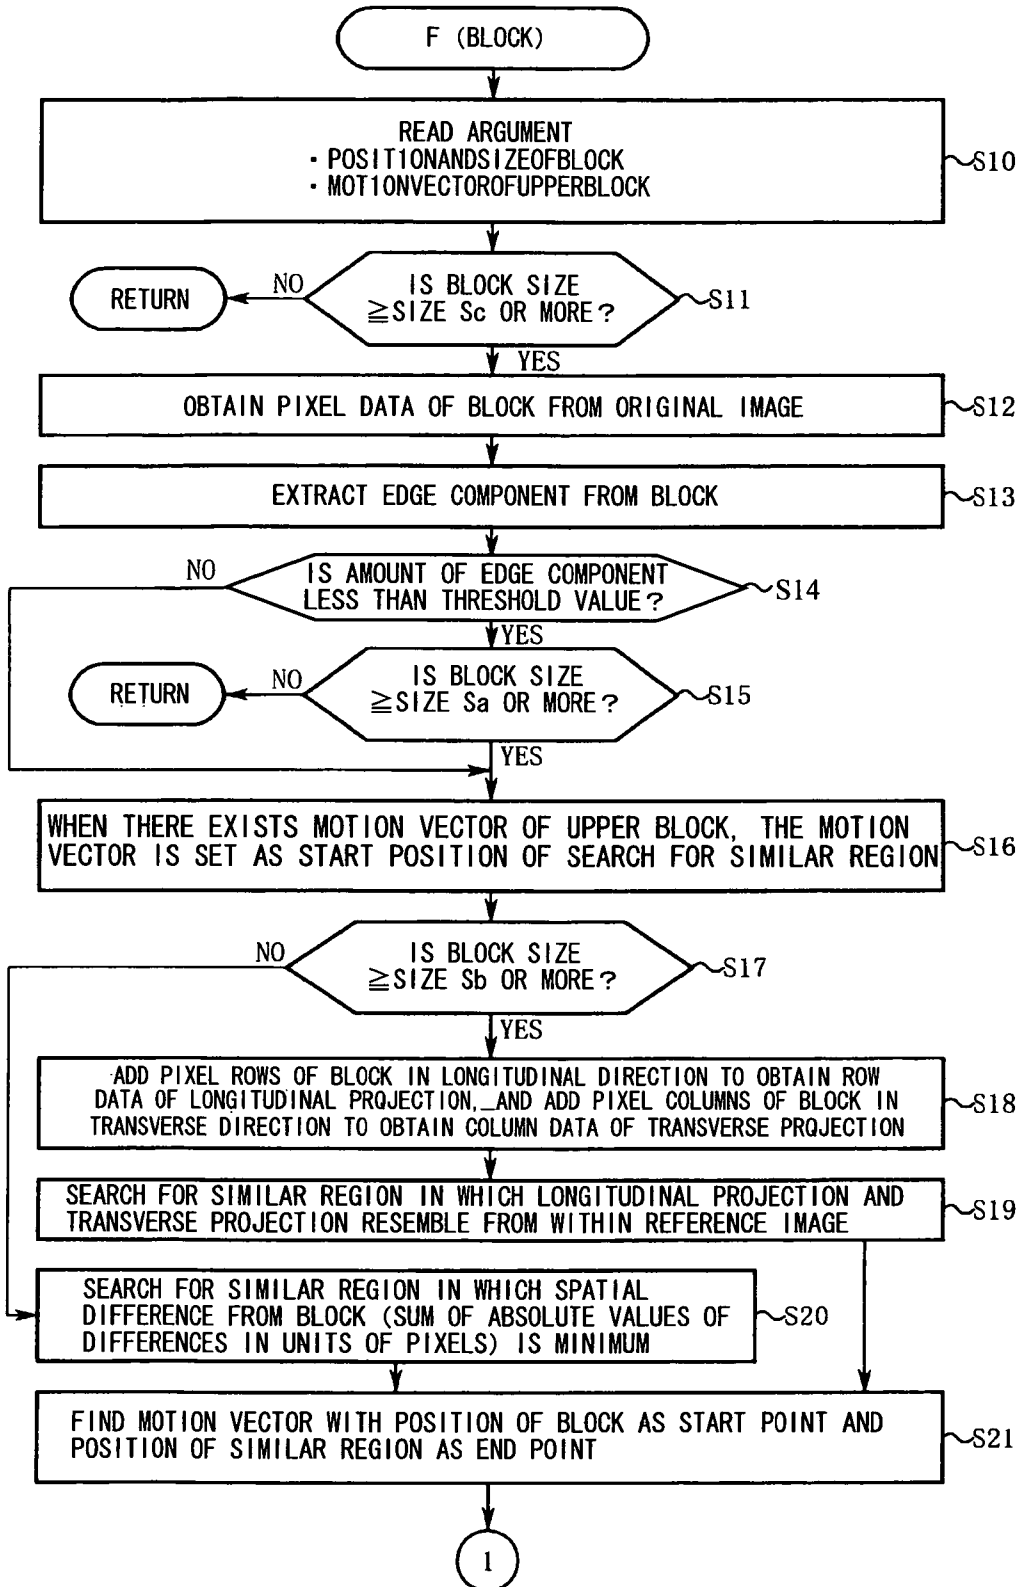 F (BLOCK)
READ ARGUMENT
・POSIT1ONANDSIZEOFBLOCK
・MOT1ONVECTOROFUPPERBLOCK
S10
IS BLOCK SIZE
≧SIZE Sc OR MORE?
S11
NO
RETURN
YES
OBTAIN PIXEL DATA OF BLOCK FROM ORIGINAL IMAGE
S12
EXTRACT EDGE COMPONENT FROM BLOCK
S13
NO
IS AMOUNT OF EDGE COMPONENT
LESS THAN THRESHOLD VALUE?
S14
YES
RETURN
NO
IS BLOCK SIZE
≧SIZE Sa OR MORE?
S15
YES
WHEN THERE EXISTS MOTION VECTOR OF UPPER BLOCK, THE MOTION
VECTOR IS SET AS START POSITION OF SEARCH FOR SIMILAR REGION
S16
NO
IS BLOCK SIZE
≧SIZE Sb OR MORE?
S17
YES
ADD PIXEL ROWS OF BLOCK IN LONGITUDINAL DIRECTION TO OBTAIN ROW
DATA OF LONGITUDINAL PROJECTION, AND ADD PIXEL COLUMNS OF BLOCK IN
TRANSVERSE DIRECTION TO OBTAIN COLUMN DATA OF TRANSVERSE PROJECTION
S18
SEARCH FOR SIMILAR REGION IN WHICH LONGITUDINAL PROJECTION AND
TRANSVERSE PROJECTION RESEMBLE FROM WITHIN REFERENCE IMAGE
S19
SEARCH FOR SIMILAR REGION IN WHICH SPATIAL
DIFFERENCE FROM BLOCK (SUM OF ABSOLUTE VALUES OF
DIFFERENCES IN UNITS OF PIXELS) IS MINIMUM
S20
FIND MOTION VECTOR WITH POSITION OF BLOCK AS START POINT AND
POSITION OF SIMILAR REGION AS END POINT
S21
1